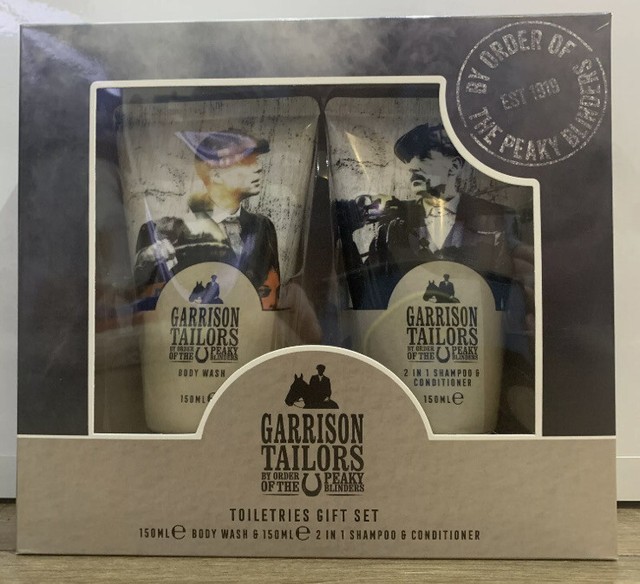 BY ORDER OF
THE PEAKY BLINDERS
EST 1919
GARRISON
TAILORS
BY ORDER
OF THE
PEAKY
BLINDERS
BODY WASH
150ML℮
GARRISON
TAILORS
BY ORDER
OF THE
PEAKY
BLINDERS
2 IN 1 SHAMPOO &
CONDITIONER
150ML℮
GARRISON
TAILORS
BY ORDER
OF THE
PEAKY
BLINDERS
TOILETRIES GIFT SET
150ML℮ BODY WASH & 150ML℮ 2 IN 1 SHAMPOO & CONDITIONER